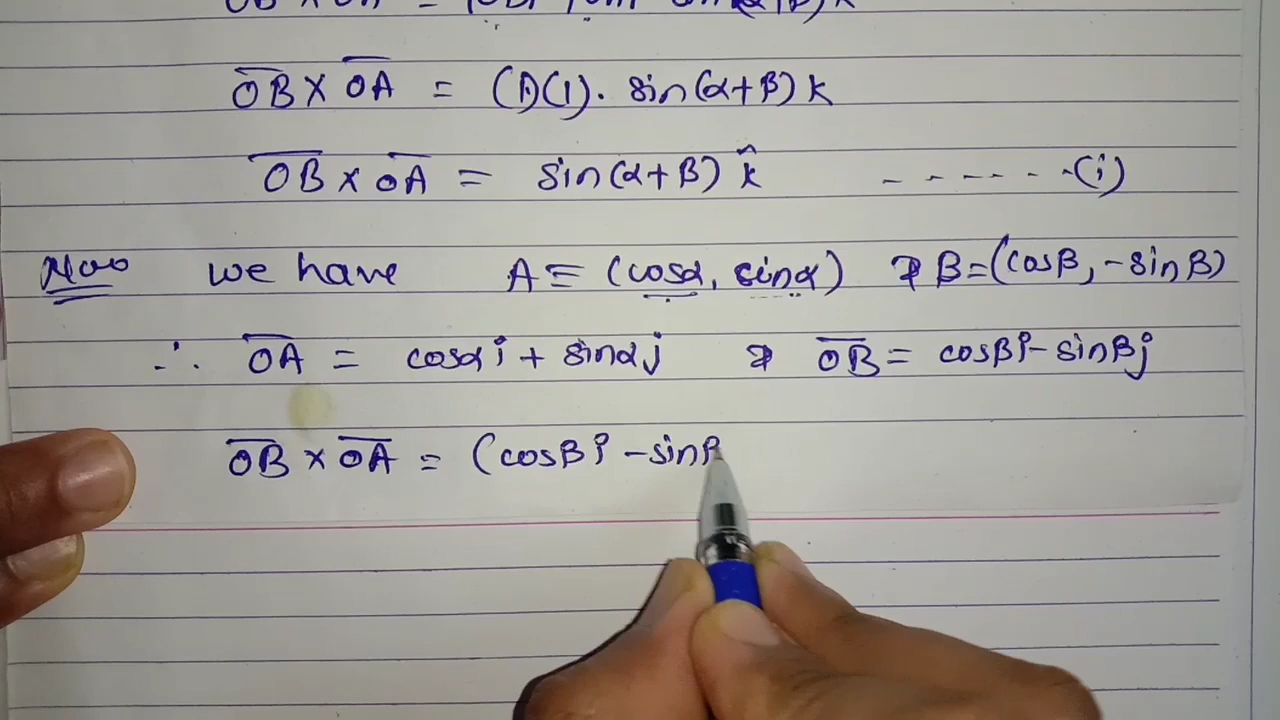 OB × OA = (1)(1). sin(α+β) k
OB × OA = sin(α+β) k̂ - - - - - - -(i)
Now we have A ≡ (cosα, sinα) & B=(cosβ, -sinβ)
∴ OA = cosα i + sinα j & OB = cosβ i - sinβ j
OB × OA = (cosβ i - sinβ